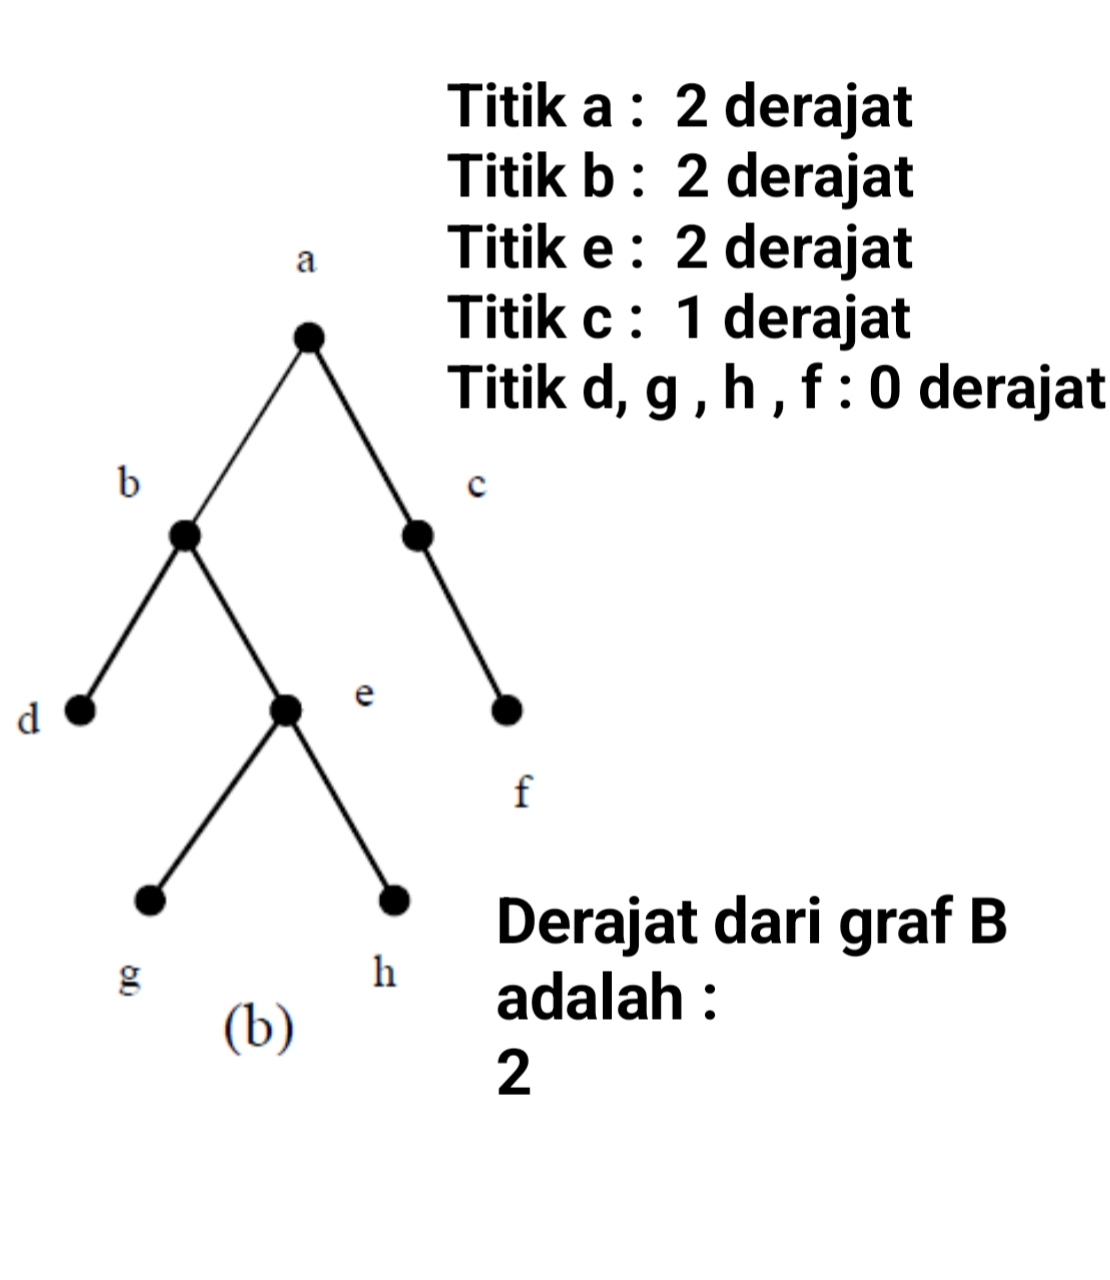 Titik a :  2 derajat
Titik b :  2 derajat
Titik e :  2 derajat
Titik c :  1 derajat
Titik d, g , h , f : 0 derajat
a
b
c
d
e
f
g
h
(b)
Derajat dari graf B
adalah :
2